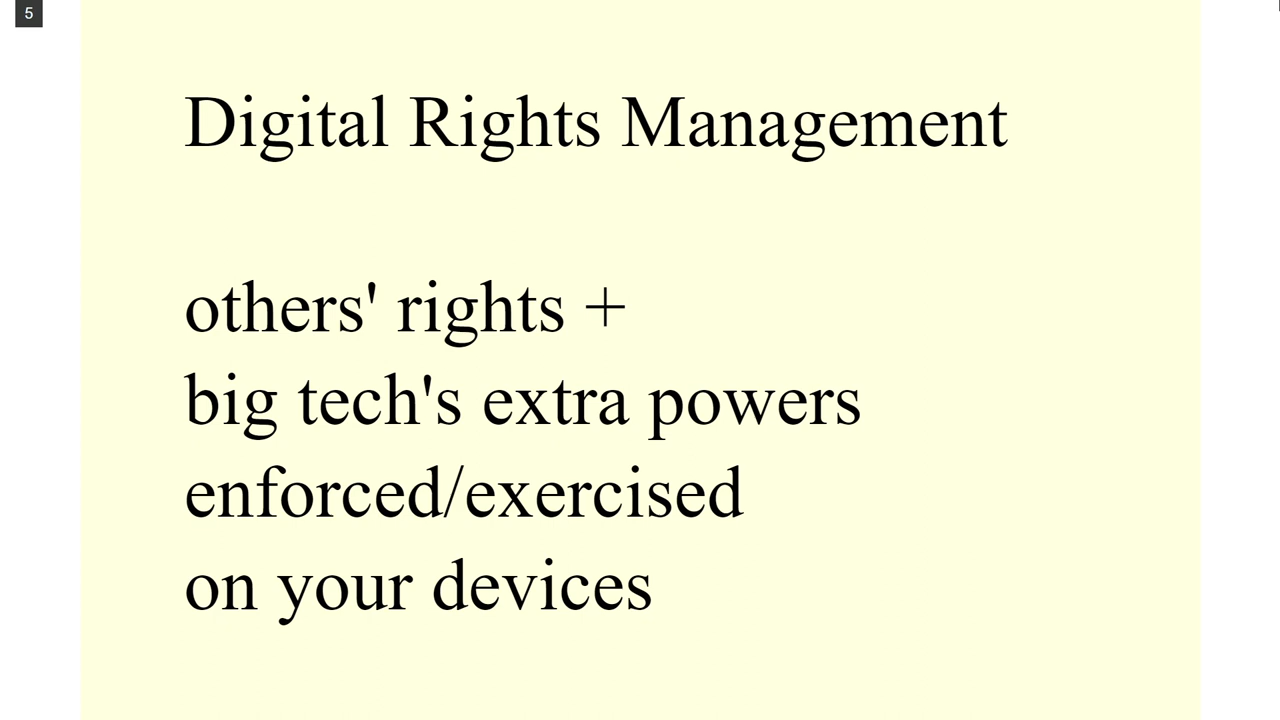 5
Digital Rights Management
others' rights +
big tech's extra powers
enforced/exercised
on your devices